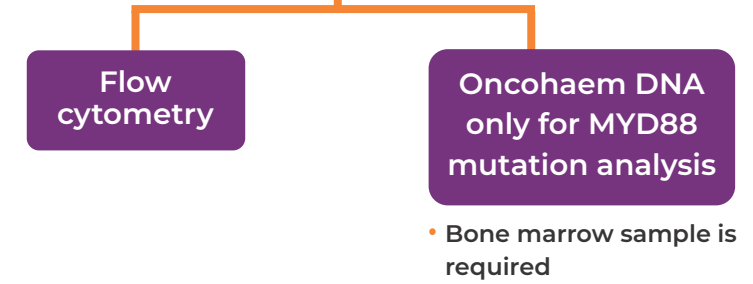 Flow
cytometry
Oncohaem DNA
only for MYD88
mutation analysis
• Bone marrow sample is
required